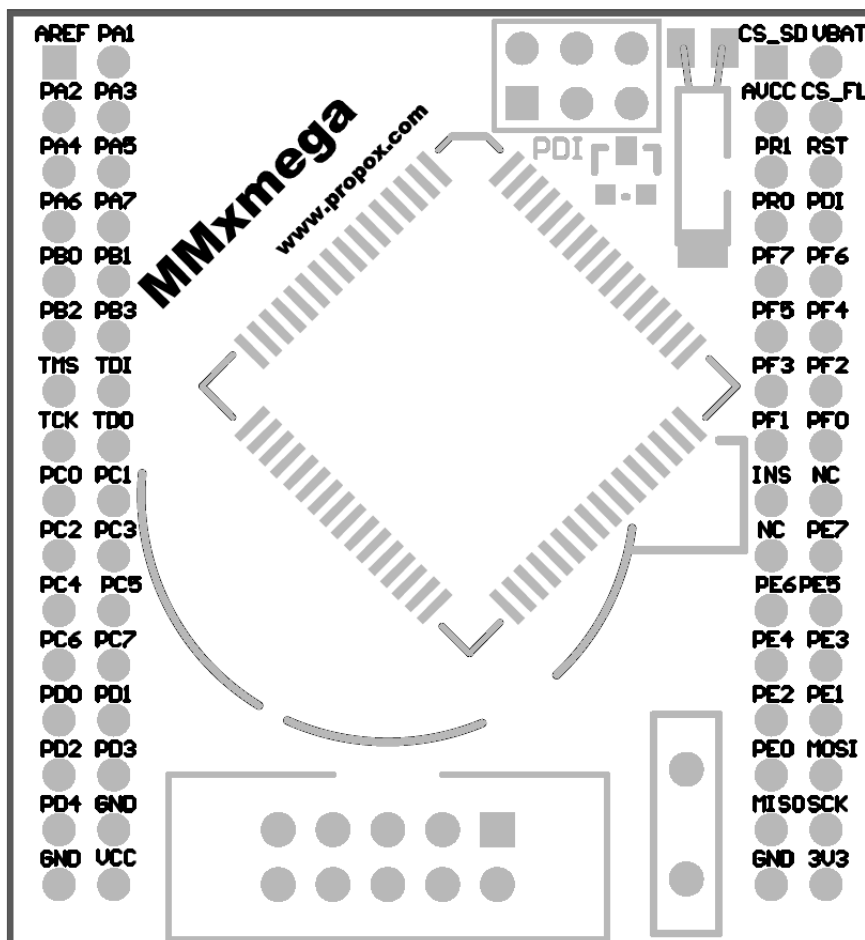 AREF PA1 CS_SD VBAT
PA2 PA3 AVCC CS_FL
MMxmega
www.propox.com
PDI
PA4 PA5 PR1 RST
PA6 PA7 PR0 PDI
PB0 PB1 PF7 PF6
PB2 PB3 PF5 PF4
TMS TDI PF3 PF2
TCK TDO PF1 PF0
PC0 PC1 INS NC
PC2 PC3 NC PE7
PC4 PC5 PE6 PE5
PC6 PC7 PE4 PE3
PD0 PD1 PE2 PE1
PD2 PD3 PE0 MOSI
PD4 GND MISO SCK
GND VCC GND 3V3